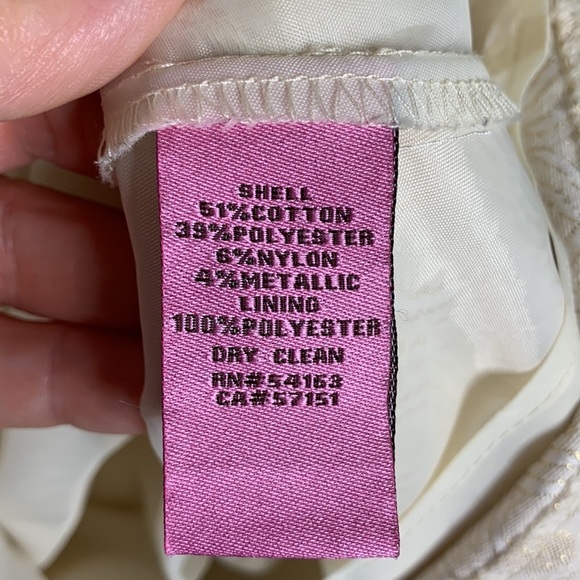 SHELL
51%COTTON
39%POLYESTER
6%NYLON
4%METALLIC
LINING
100%POLYESTER
DRY CLEAN
RN#54163
CA#57151